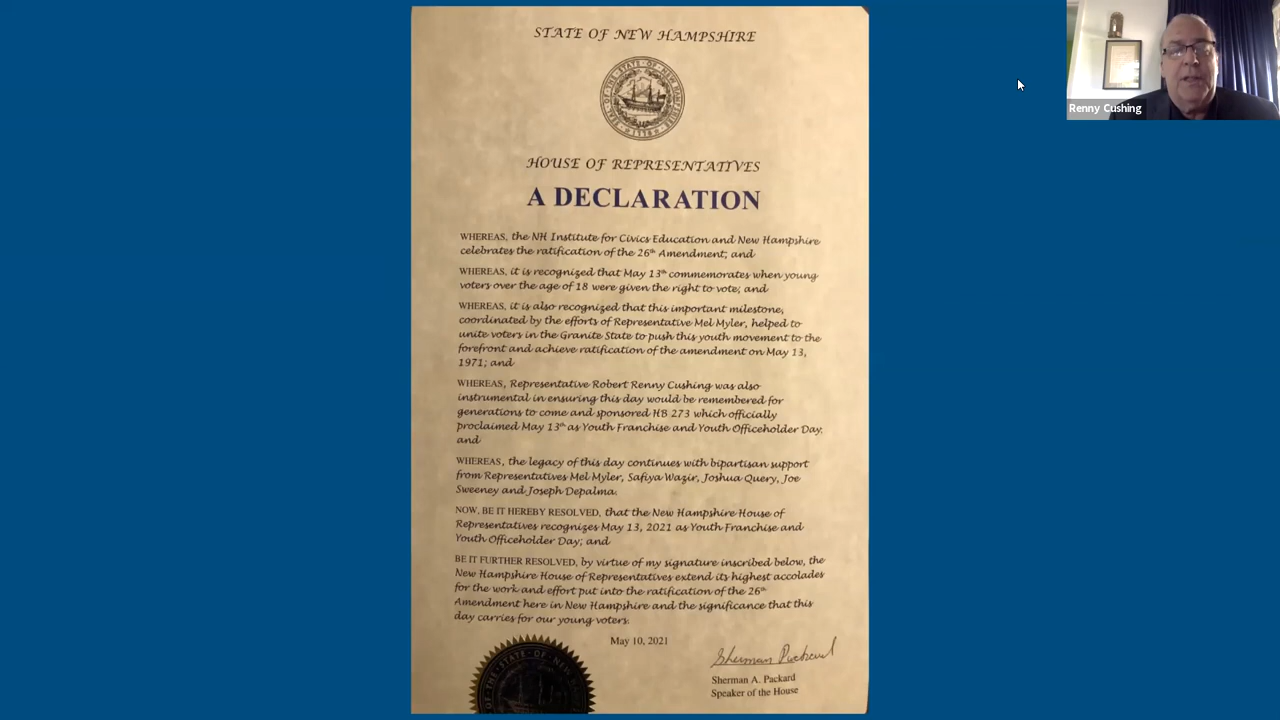 STATE OF NEW HAMPSHIRE
SEAL OF THE STATE OF NEW HAMPSHIRE
HOUSE OF REPRESENTATIVES
A DECLARATION
WHEREAS, the NH Institute for Civics Education and New Hampshire
celebrates the ratification of the 26th Amendment; and
WHEREAS, it is recognized that May 13th commemorates when young
voters over the age of 18 were given the right to vote; and
WHEREAS, it is also recognized that this important milestone,
coordinated by the efforts of Representative Mel Myler, helped to
unite voters in the Granite State to push this youth movement to the
forefront and achieve ratification of the amendment on May 13,
1971; and
WHEREAS, Representative Robert Renny Cushing was also
instrumental in ensuring this day would be remembered for
generations to come and sponsored HB 273 which officially
proclaimed May 13th as Youth Franchise and Youth Officeholder Day,
and
WHEREAS, the legacy of this day continues with bipartisan support
from Representatives Mel Myler, Safiya Wazir, Joshua Query, Joe
Sweeney and Joseph Depalma.
NOW, BE IT HEREBY RESOLVED, that the New Hampshire House of
Representatives recognizes May 13, 2021 as Youth Franchise and
Youth Officeholder Day; and
BE IT FURTHER RESOLVED, by virtue of my signature inscribed below, the
New Hampshire House of Representatives extend its highest accolades
for the work and effort put into the ratification of the 26th
Amendment here in New Hampshire and the significance that this
day carries for our young voters.
May 10, 2021
Sherman Packard
Sherman A. Packard
Speaker of the House
OF THE STATE OF NEW
Renny Cushing